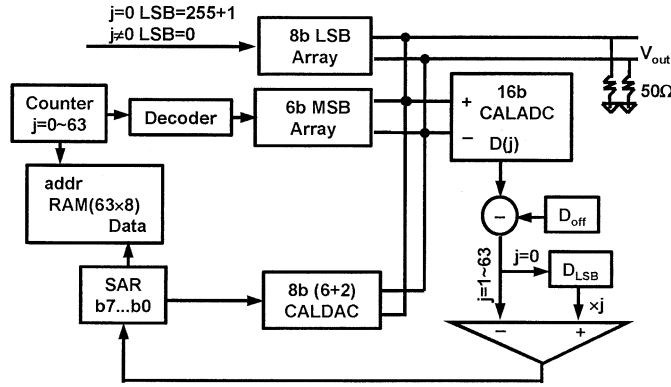 j=0 LSB=255+1
j≠0 LSB=0
8b LSB
Array
V_out
50Ω
Counter
j=0~63
Decoder
6b MSB
Array
16b
CALADC
+
−
D(j)
addr
RAM(63×8)
Data
−
D_off
j=0
j=1~63
D_LSB
×j
SAR
b7...b0
8b (6+2)
CALDAC
−
+